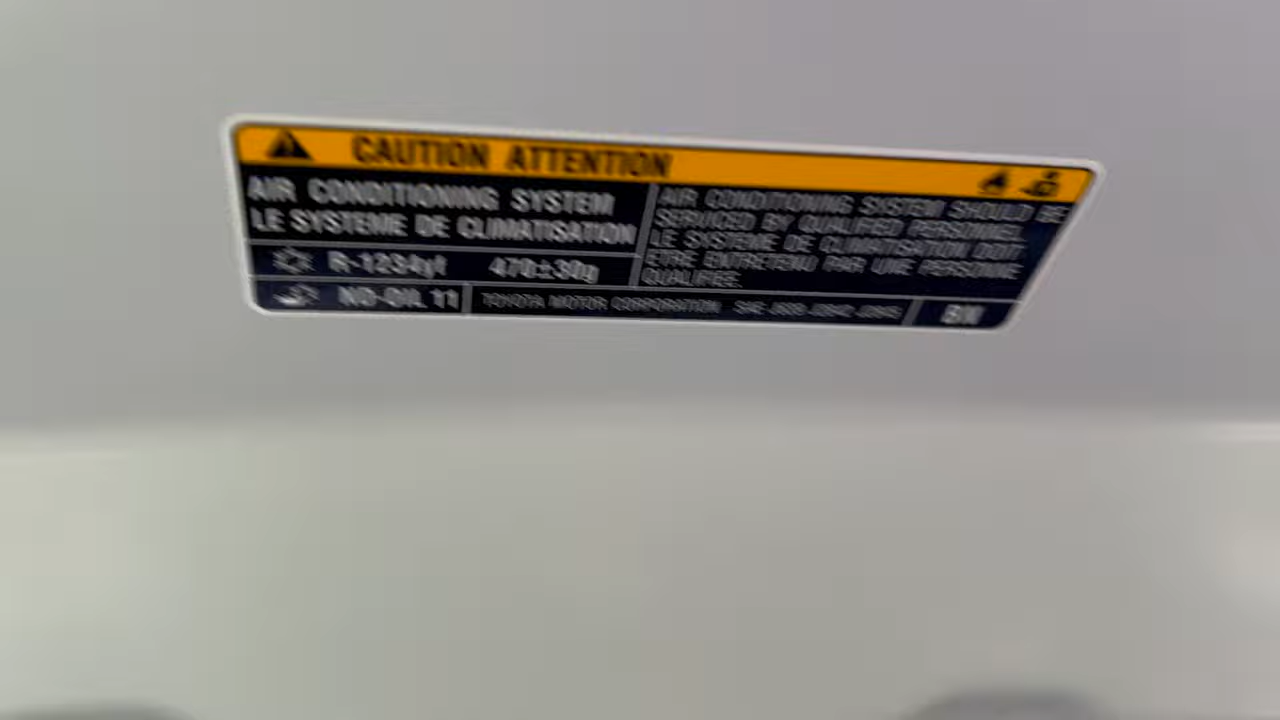 CAUTION ATTENTION
AIR CONDITIONING SYSTEM
LE SYSTEME DE CLIMATISATION
R-1234yf 470±30g
ND-OIL 11
AIR CONDITIONING SYSTEM SHOULD BE
SERVICED BY QUALIFIED PERSONNEL.
LE SYSTEME DE CLIMATISATION DOIT
ETRE ENTRETENU PAR UNE PERSONNE
QUALIFIEE.
TOYOTA MOTOR CORPORATION SAE